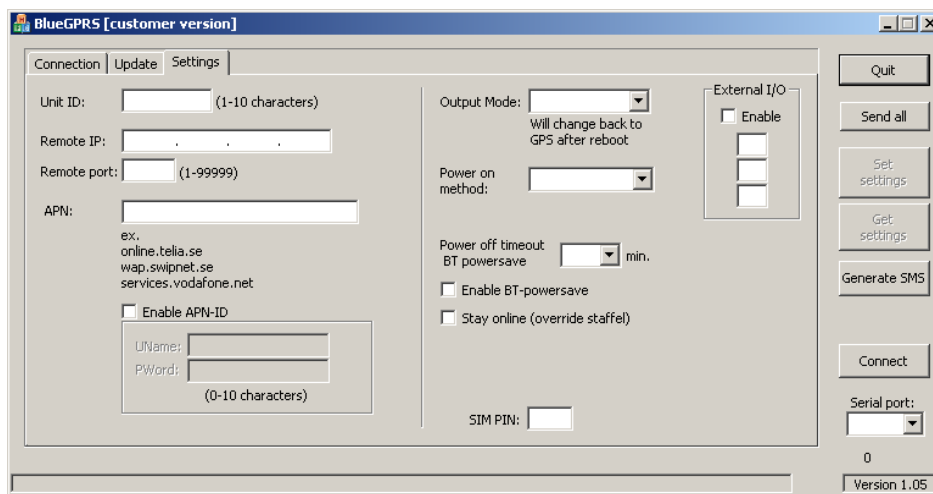 BlueGPRS [customer version]
Connection Update Settings
Unit ID: (1-10 characters)
Remote IP: . . .
Remote port: (1-99999)
APN:
ex.
online.telia.se
wap.swipnet.se
services.vodafone.net
Enable APN-ID
UName:
PWord:
(0-10 characters)
Output Mode:
Will change back to
GPS after reboot
Power on
method:
Power off timeout
BT powersave min.
Enable BT-powersave
Stay online (override staffel)
SIM PIN:
External I/O
Enable
Quit
Send all
Set
settings
Get
settings
Generate SMS
Connect
Serial port:
0
Version 1.05